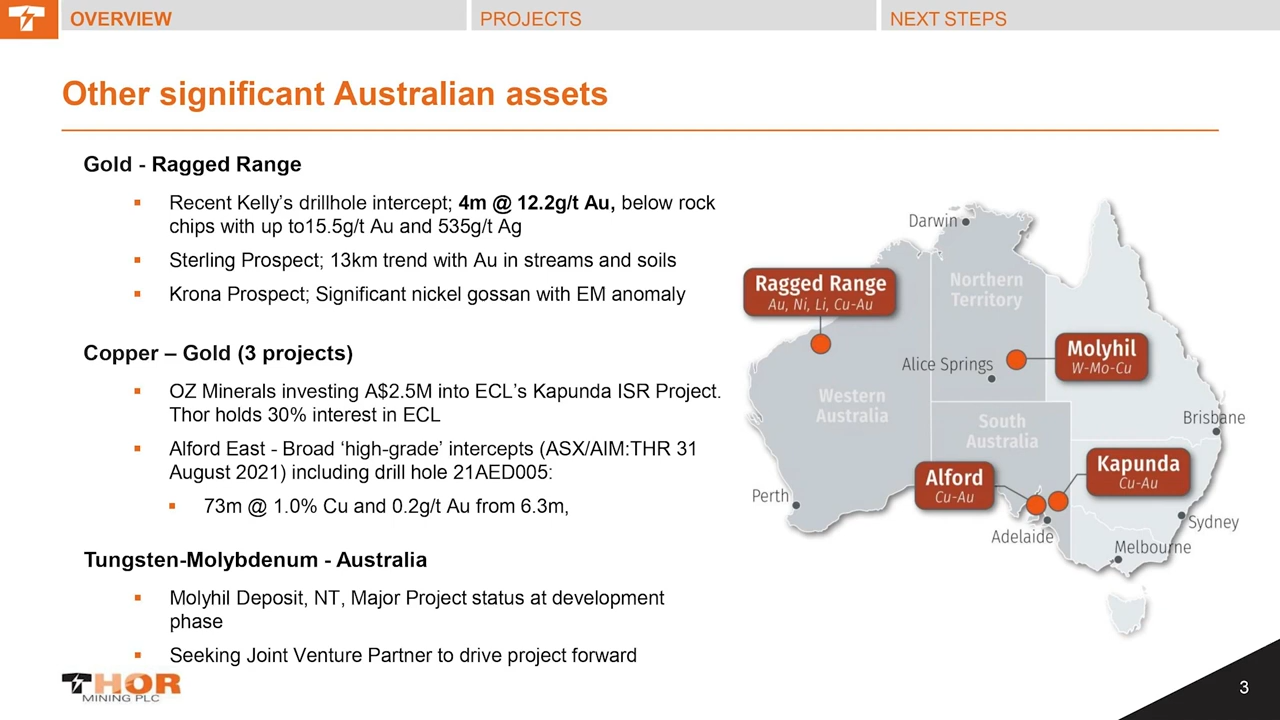 OVERVIEW
PROJECTS
NEXT STEPS
Other significant Australian assets
Gold - Ragged Range
▪ Recent Kelly’s drillhole intercept; 4m @ 12.2g/t Au, below rock
chips with up to15.5g/t Au and 535g/t Ag
▪ Sterling Prospect; 13km trend with Au in streams and soils
▪ Krona Prospect; Significant nickel gossan with EM anomaly
Copper – Gold (3 projects)
▪ OZ Minerals investing A$2.5M into ECL’s Kapunda ISR Project.
Thor holds 30% interest in ECL
▪ Alford East - Broad ‘high-grade’ intercepts (ASX/AIM:THR 31
August 2021) including drill hole 21AED005:
▪ 73m @ 1.0% Cu and 0.2g/t Au from 6.3m,
Tungsten-Molybdenum - Australia
▪ Molyhil Deposit, NT, Major Project status at development
phase
▪ Seeking Joint Venture Partner to drive project forward
Darwin
Ragged Range
Au, Ni, Li, Cu-Au
Northern
Territory
Molyhil
W-Mo-Cu
Alice Springs
Western
Australia
South
Australia
Brisbane
Kapunda
Cu-Au
Alford
Cu-Au
Perth
Adelaide
Sydney
Melbourne
THOR
MINING PLC
3